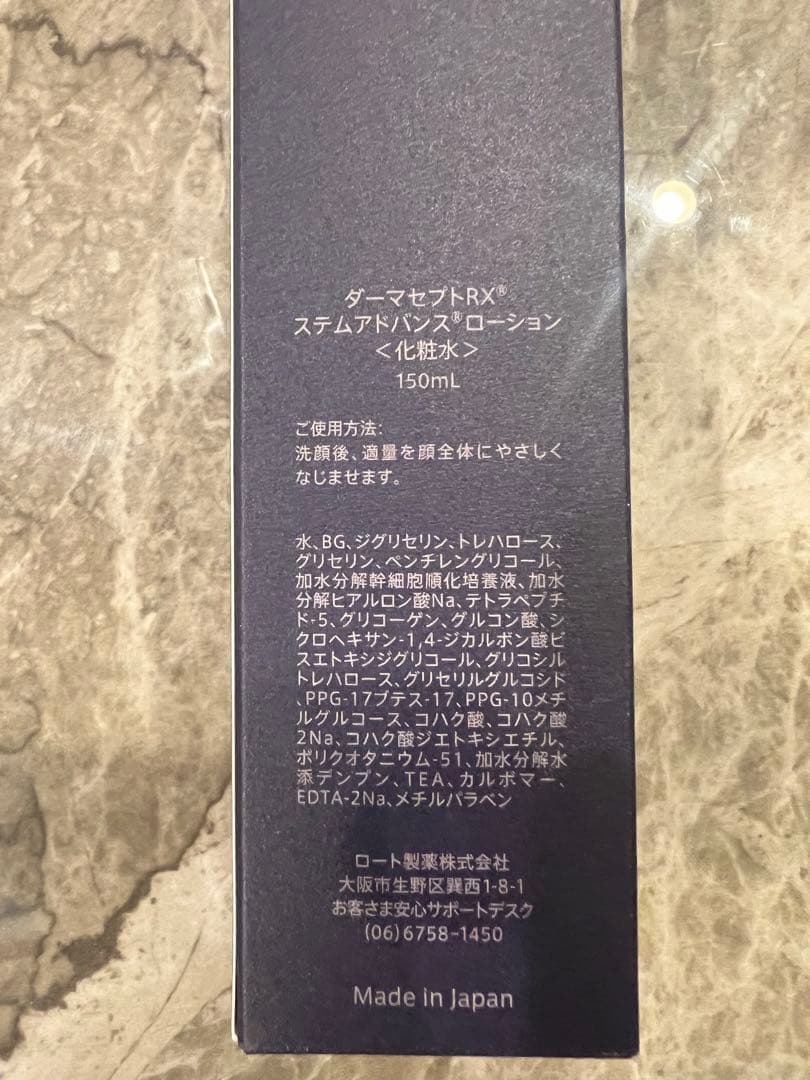 ダーマセプトRX®
ステムアドバンス®ローション
＜化粧水＞
150mL
ご使用方法:
洗顔後、適量を顔全体にやさしく
なじませます。
水、BG、ジグリセリン、トレハロース、
グリセリン、ペンチレングリコール、
加水分解幹細胞順化培養液、加水
分解ヒアルロン酸Na、テトラペプチ
ド-5、グリコーゲン、グルコン酸、シ
クロヘキサン-1,4-ジカルボン酸ビ
スエトキシジグリコール、グリコシル
トレハロース、グリセリルグルコシド
、PPG-17ブテス-17、PPG-10メチ
ルグルコース、コハク酸、コハク酸
2Na、コハク酸ジエトキシエチル、
ポリクオタニウム-51、加水分解水
添デンプン、TEA、カルボマー、
EDTA-2Na、メチルパラベン
ロート製薬株式会社
大阪市生野区巽西1-8-1
お客さま安心サポートデスク
(06)6758-1450
Made in Japan